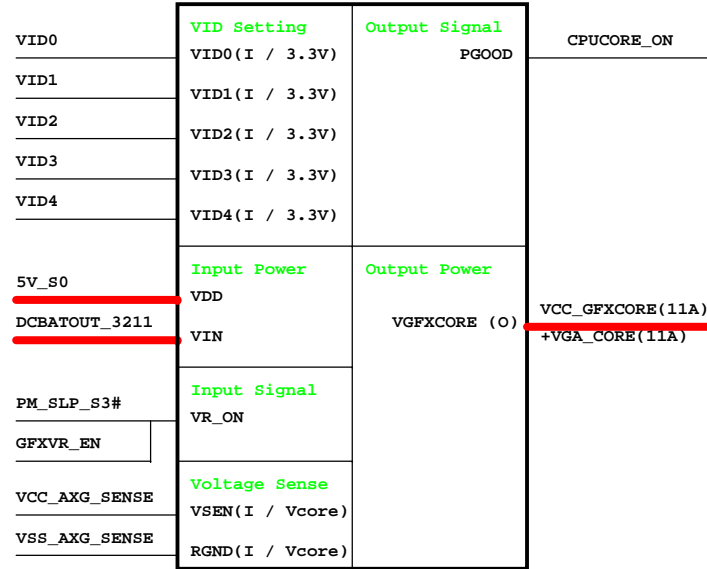 VID0
VID1
VID2
VID3
VID4
5V_S0
DCBATOUT_3211
PM_SLP_S3#
GFXVR_EN
VCC_AXG_SENSE
VSS_AXG_SENSE
VID Setting
VID0(I / 3.3V)
VID1(I / 3.3V)
VID2(I / 3.3V)
VID3(I / 3.3V)
VID4(I / 3.3V)
Input Power
VDD
VIN
Input Signal
VR_ON
Voltage Sense
VSEN(I / Vcore)
RGND(I / Vcore)
Output Signal
PGOOD
Output Power
VGFXCORE (O)
CPUCORE_ON
VCC_GFXCORE(11A)
+VGA_CORE(11A)